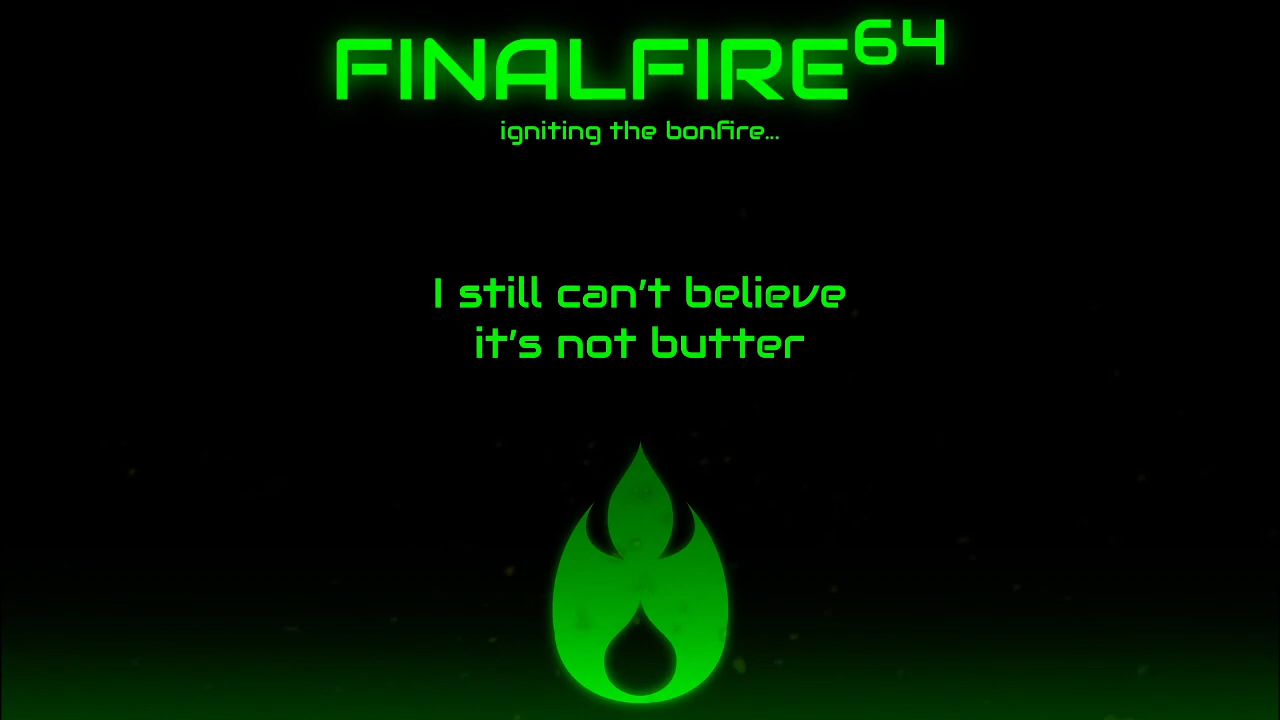 FINALFIRE64
igniting the bonfire...
I still can't believe
it's not butter